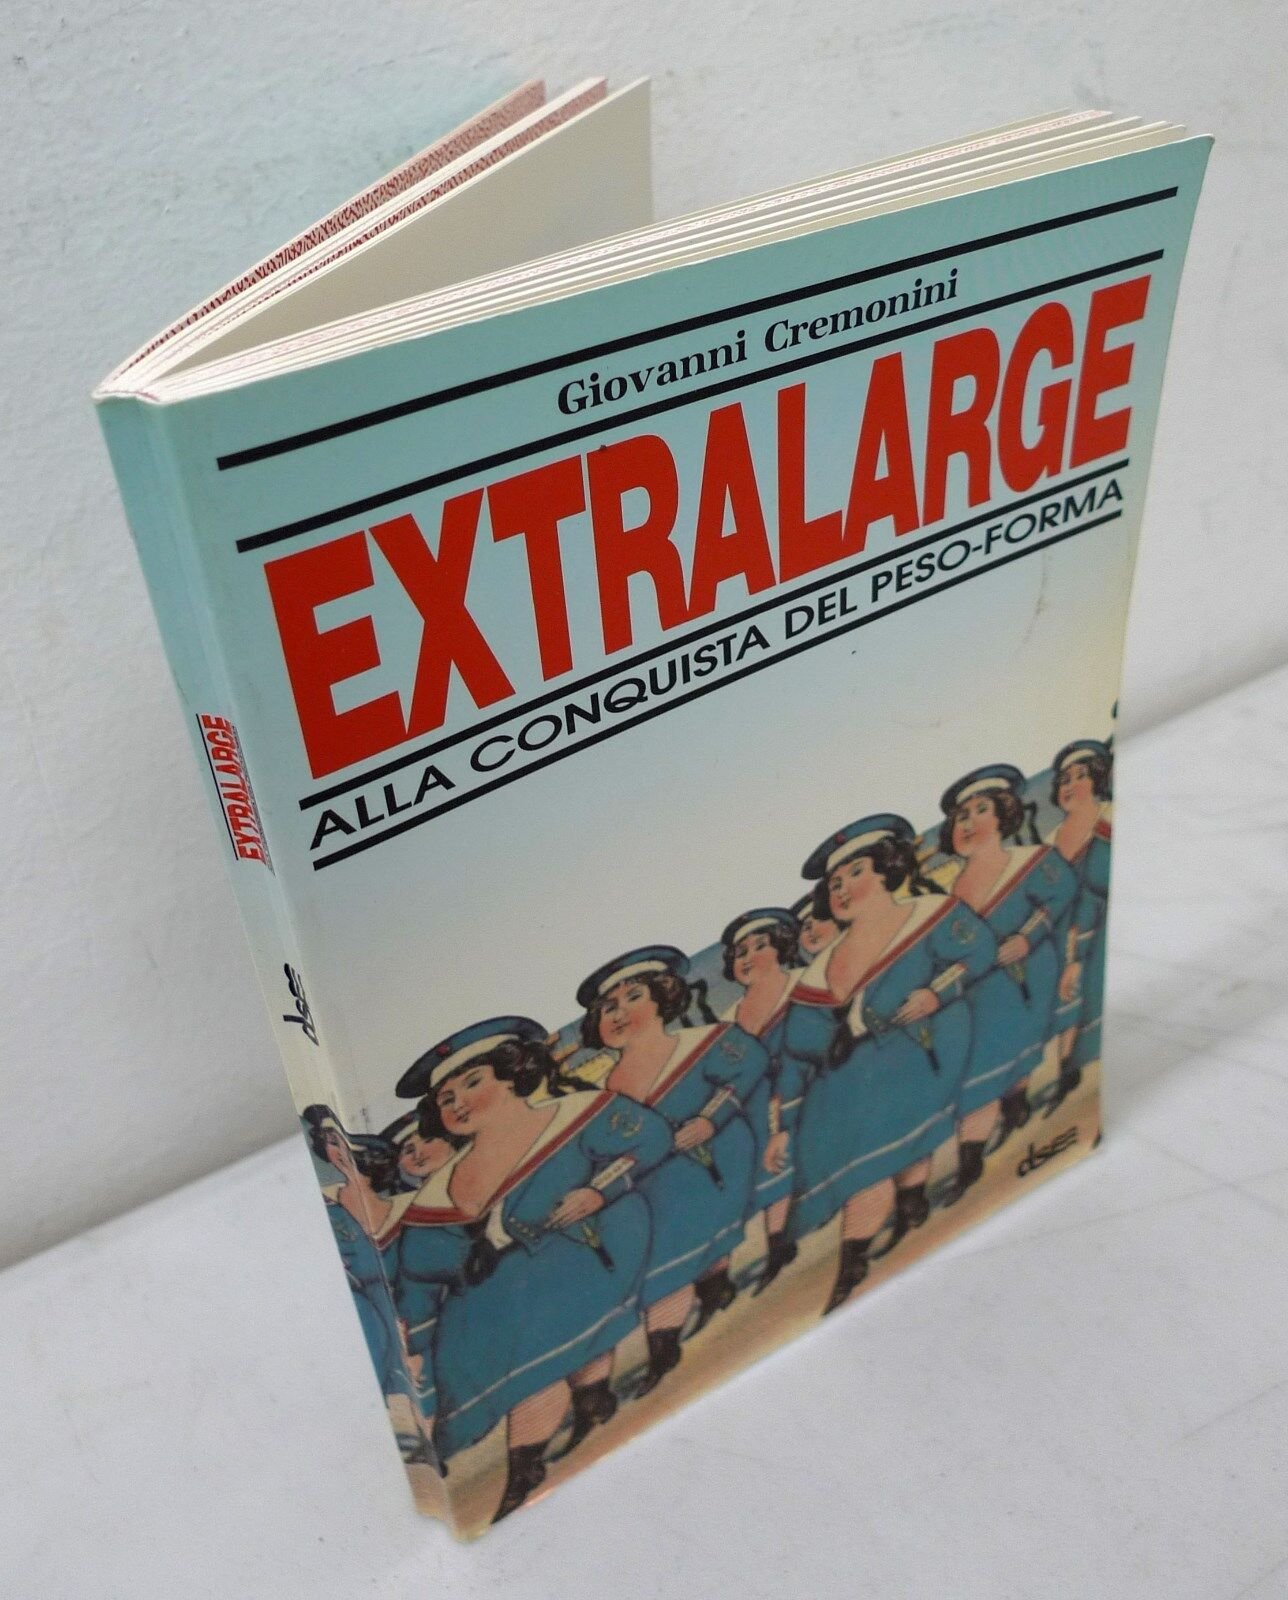 Giovanni Cremonini
EXTRALARGE
ALLA CONQUISTA DEL PESO-FORMA
EXTRALARGE